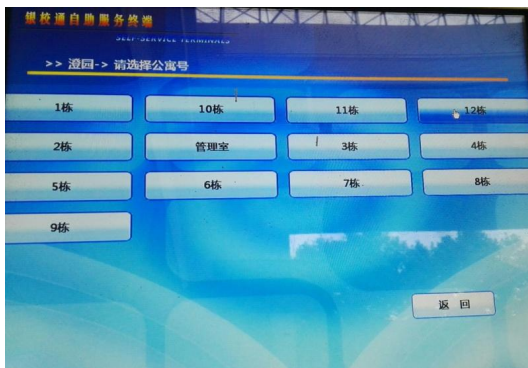 银校通自助服务终端
SELF-SERVICE TERMINALS
>> 澄园-> 请选择公寓号
1栋 10栋 11栋 12栋
2栋 管理室 3栋 4栋
5栋 6栋 7栋 8栋
9栋
返 回